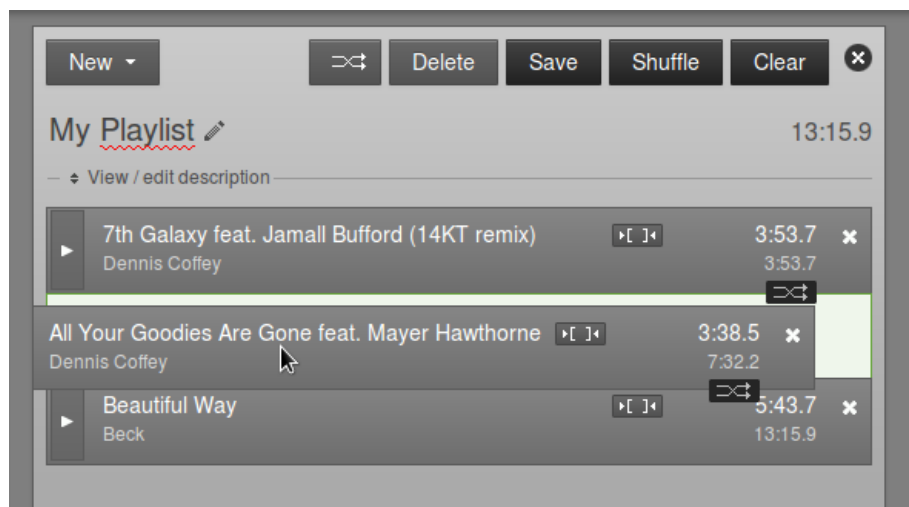 New
Delete
Save
Shuffle
Clear
My Playlist
13:15.9
View / edit description
7th Galaxy feat. Jamall Bufford (14KT remix)
3:53.7
Dennis Coffey
3:53.7
All Your Goodies Are Gone feat. Mayer Hawthorne
3:38.5
Dennis Coffey
7:32.2
Beautiful Way
5:43.7
Beck
13:15.9